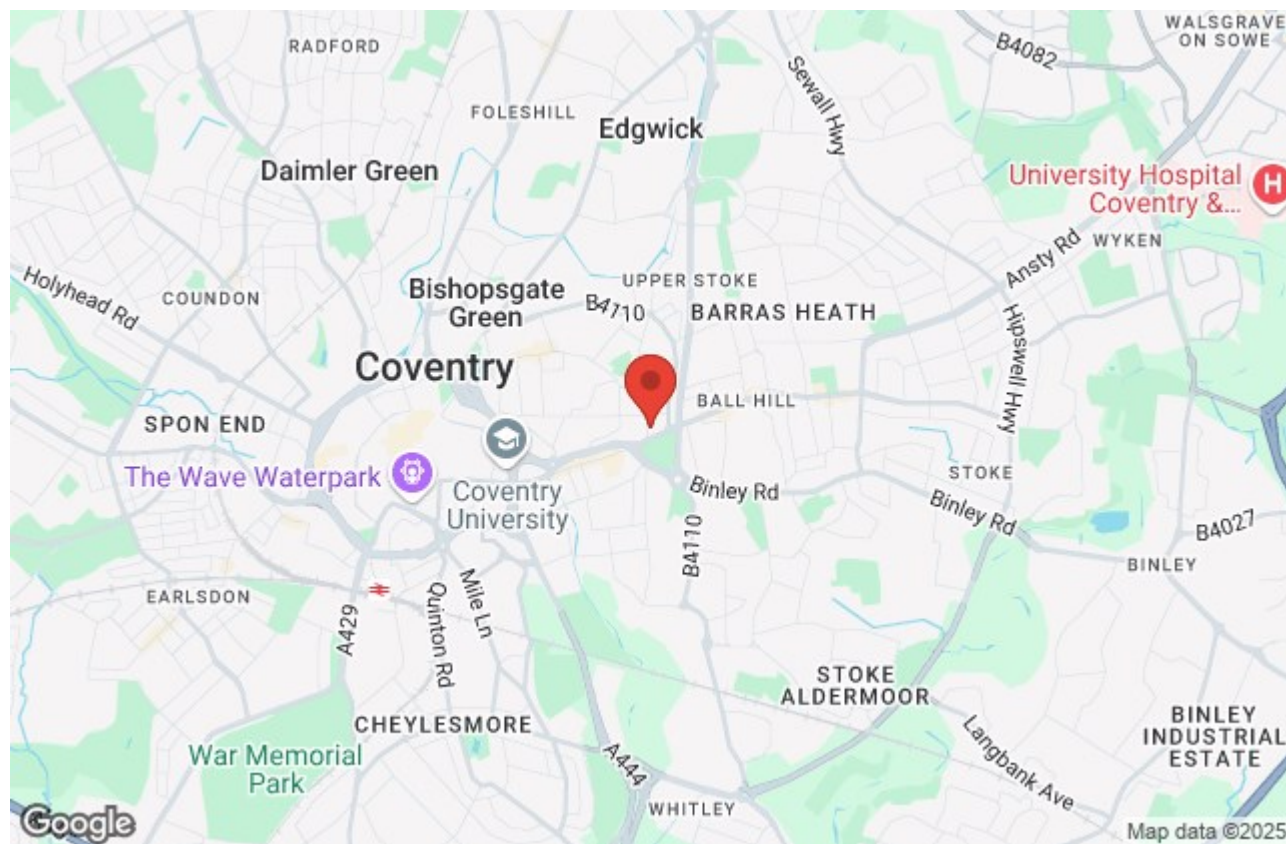 WALSGRAVE
ON SOWE
RADFORD
B4082
Sewall Hwy
FOLESHILL
Edgwick
Daimler Green
University Hospital
Coventry &...
H
WYKEN
Ansty Rd
Holyhead Rd
COUNDON
UPPER STOKE
Bishopsgate
Green
B4110
BARRAS HEATH
Hipswell Hwy
Coventry
BALL HILL
SPON END
The Wave Waterpark
Coventry
University
Binley Rd
STOKE
Binley Rd
B4027
B4110
BINLEY
EARLSDON
A429
Quinton Rd
Mile Ln
STOKE
ALDERMOOR
CHEYLESMORE
BINLEY
INDUSTRIAL
ESTATE
Langbank Ave
War Memorial
Park
A444
WHITLEY
Google
Map data ©2025